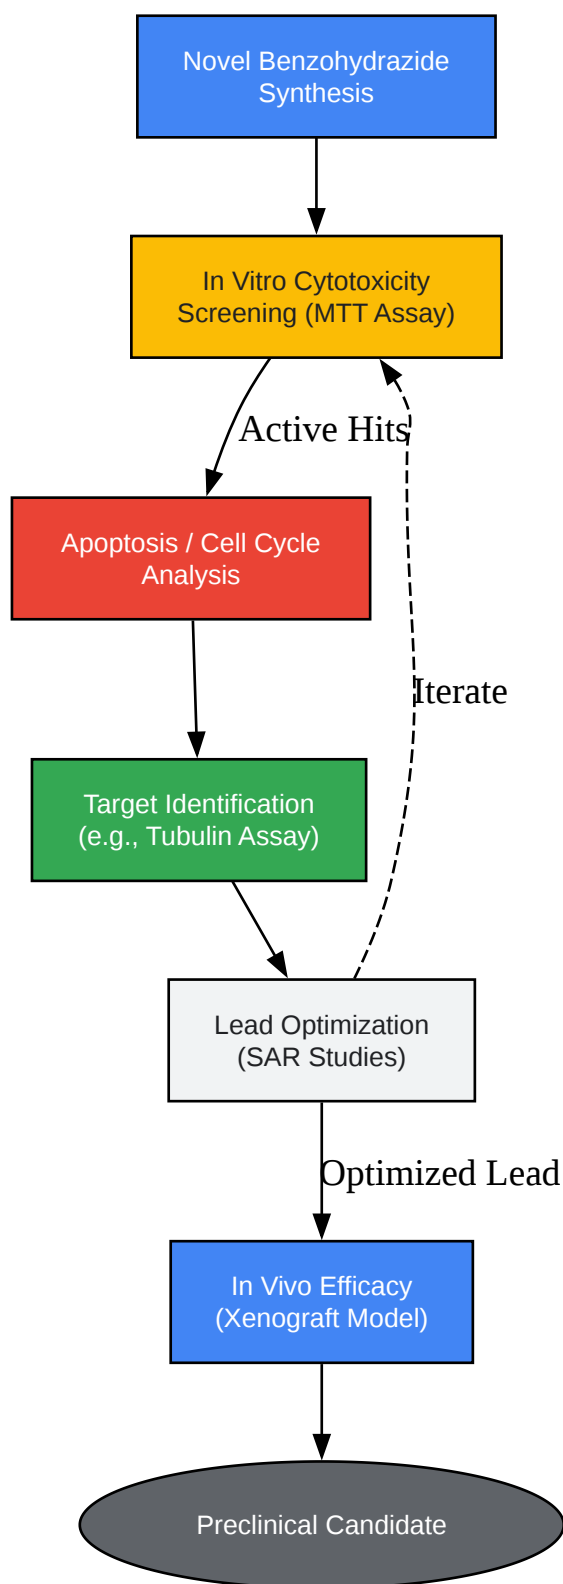 Novel Benzohydrazide
Synthesis
In Vitro Cytotoxicity
Screening (MTT Assay)
Active Hits
Apoptosis / Cell Cycle
Analysis
Iterate
Target Identification
(e.g., Tubulin Assay)
Lead Optimization
(SAR Studies)
Optimized Lead
In Vivo Efficacy
(Xenograft Model)
Preclinical Candidate